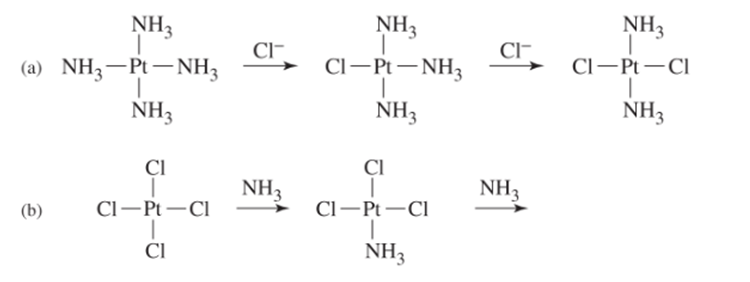 NH₃ NH₃ NH₃
(a) NH₃—Pt—NH₃ Cl⁻ Cl—Pt—NH₃ Cl⁻ Cl—Pt—Cl
NH₃ NH₃ NH₃
Cl Cl
(b) Cl—Pt—Cl NH₃ Cl—Pt—Cl NH₃
Cl NH₃